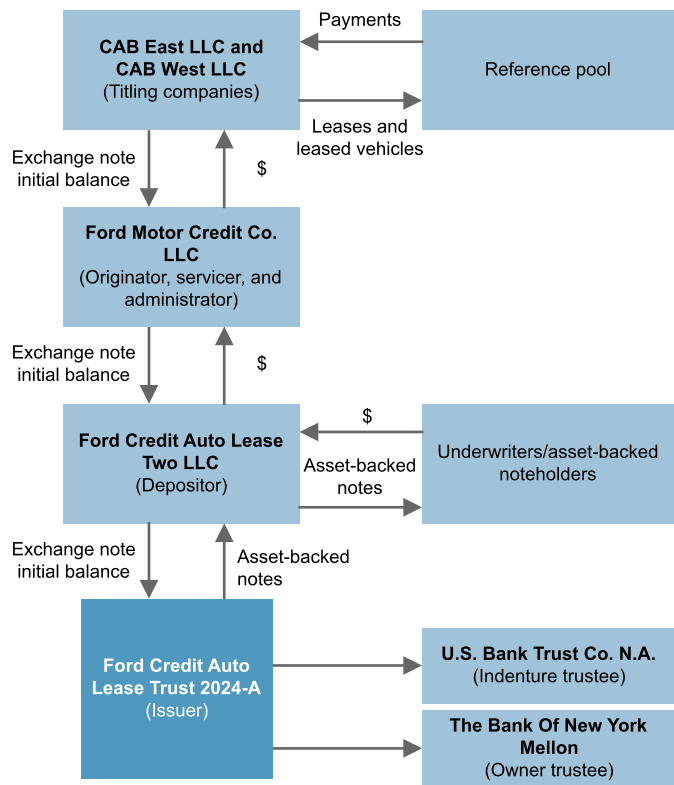 Payments
CAB East LLC and
CAB West LLC
(Titling companies)
Reference pool
Leases and
leased vehicles
Exchange note
initial balance
$
Ford Motor Credit Co.
LLC
(Originator, servicer, and
administrator)
Exchange note
initial balance
$
$
Ford Credit Auto Lease
Two LLC
(Depositor)
Underwriters/asset-backed
noteholders
Asset-backed
notes
Exchange note
initial balance
Asset-backed
notes
Ford Credit Auto
Lease Trust 2024-A
(Issuer)
U.S. Bank Trust Co. N.A.
(Indenture trustee)
The Bank Of New York
Mellon
(Owner trustee)